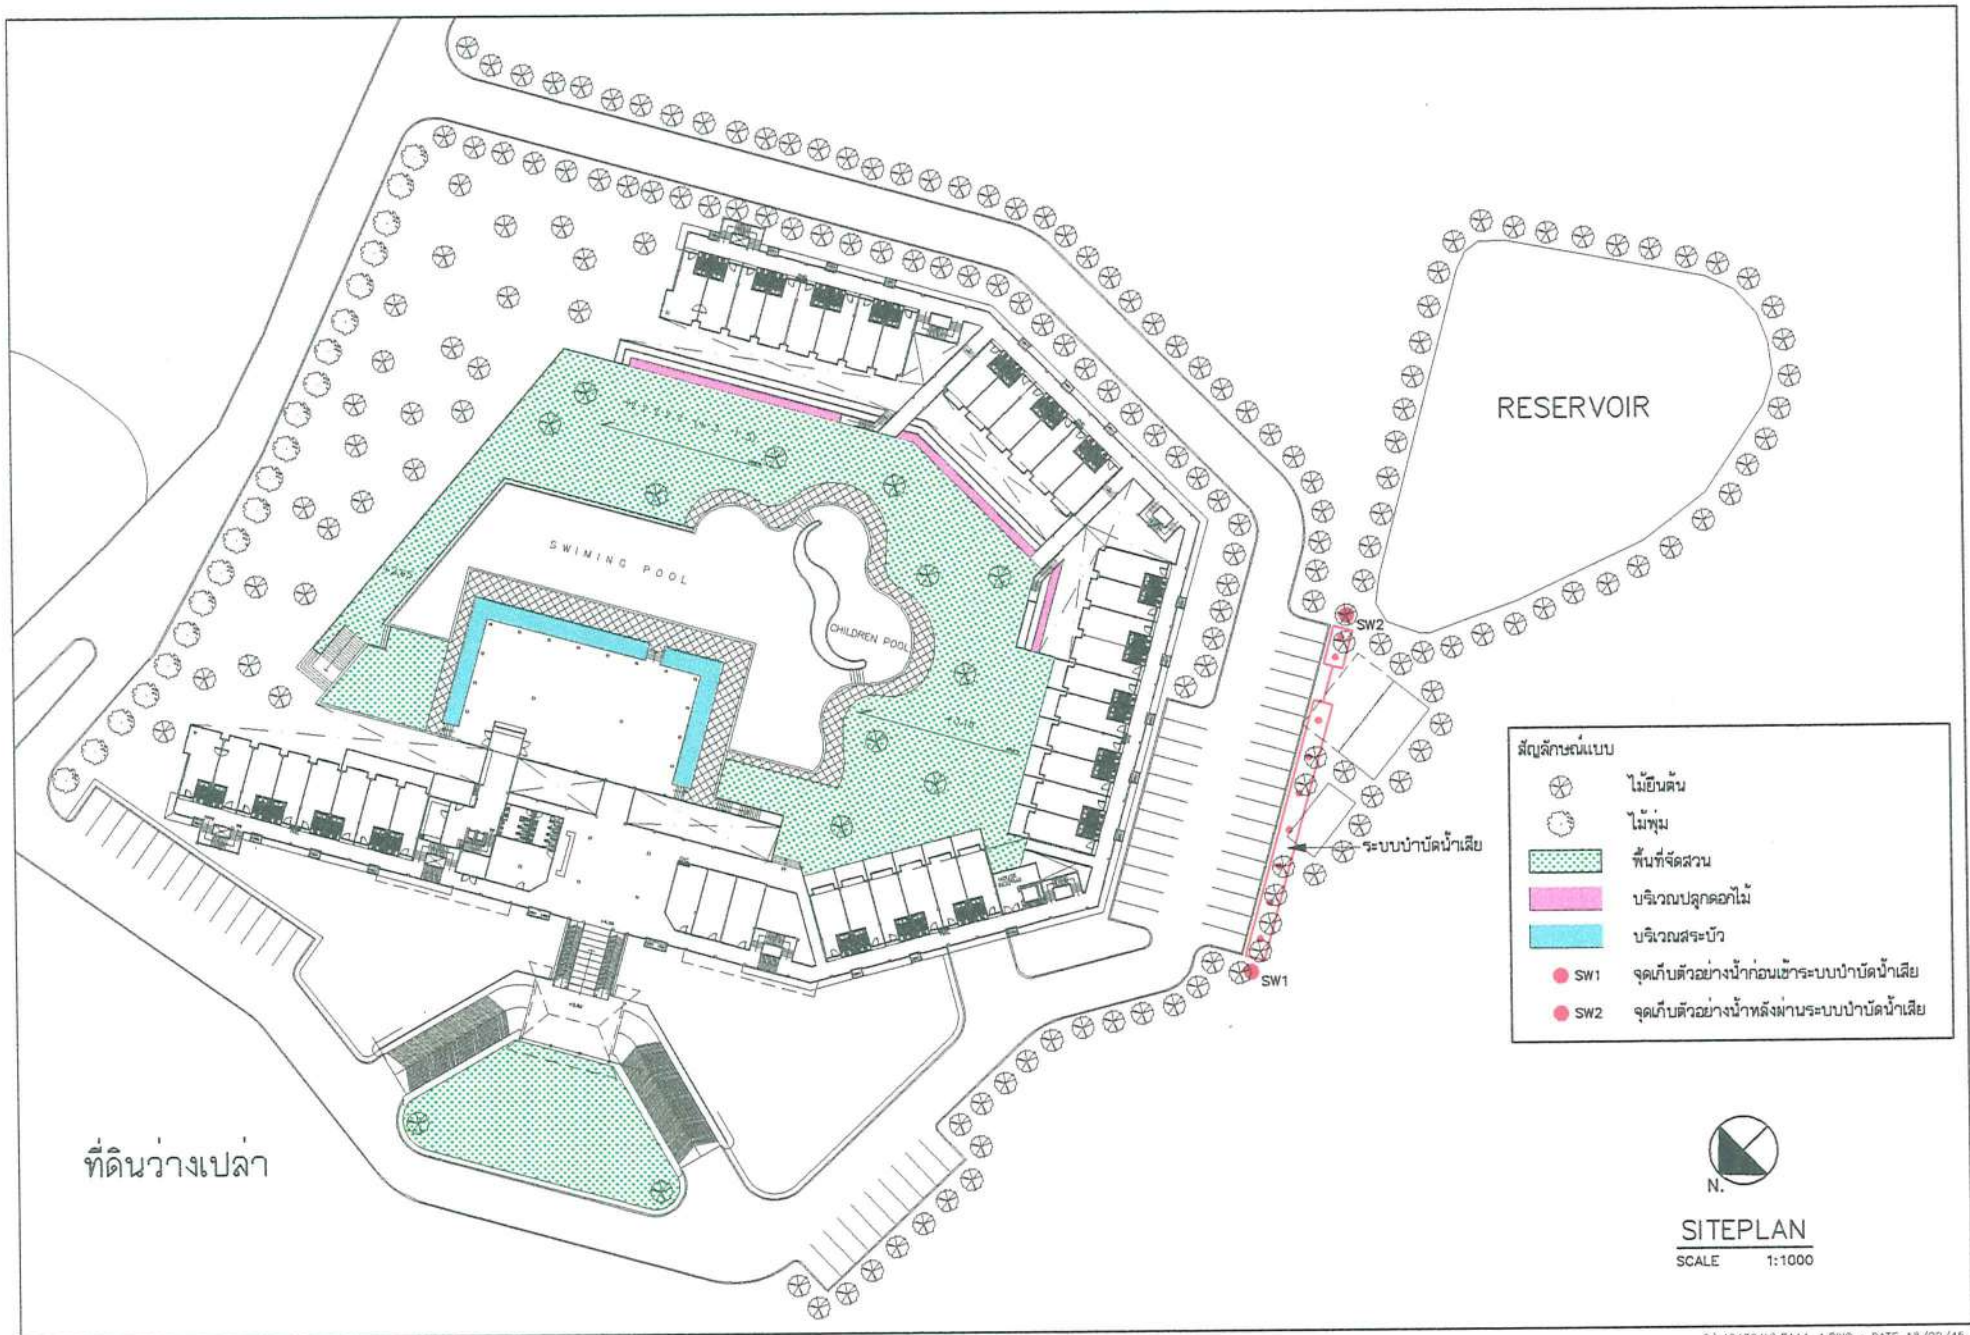 RESERVOIR
SWIMING POOL
CHILDREN POOL
SW2
สัญลักษณ์แบบ
ไม้ยืนต้น
ไม้พุ่ม
พื้นที่จัดสวน
บริเวณปลูกดอกไม้
บริเวณสระบัว
SW1 จุดเก็บตัวอย่างน้ำก่อนเข้าระบบบำบัดน้ำเสีย
SW2 จุดเก็บตัวอย่างน้ำหลังผ่านระบบบำบัดน้ำเสีย
ระบบบำบัดน้ำเสีย
SW1
ที่ดินว่างเปล่า
N.
SITEPLAN
SCALE 1:1000